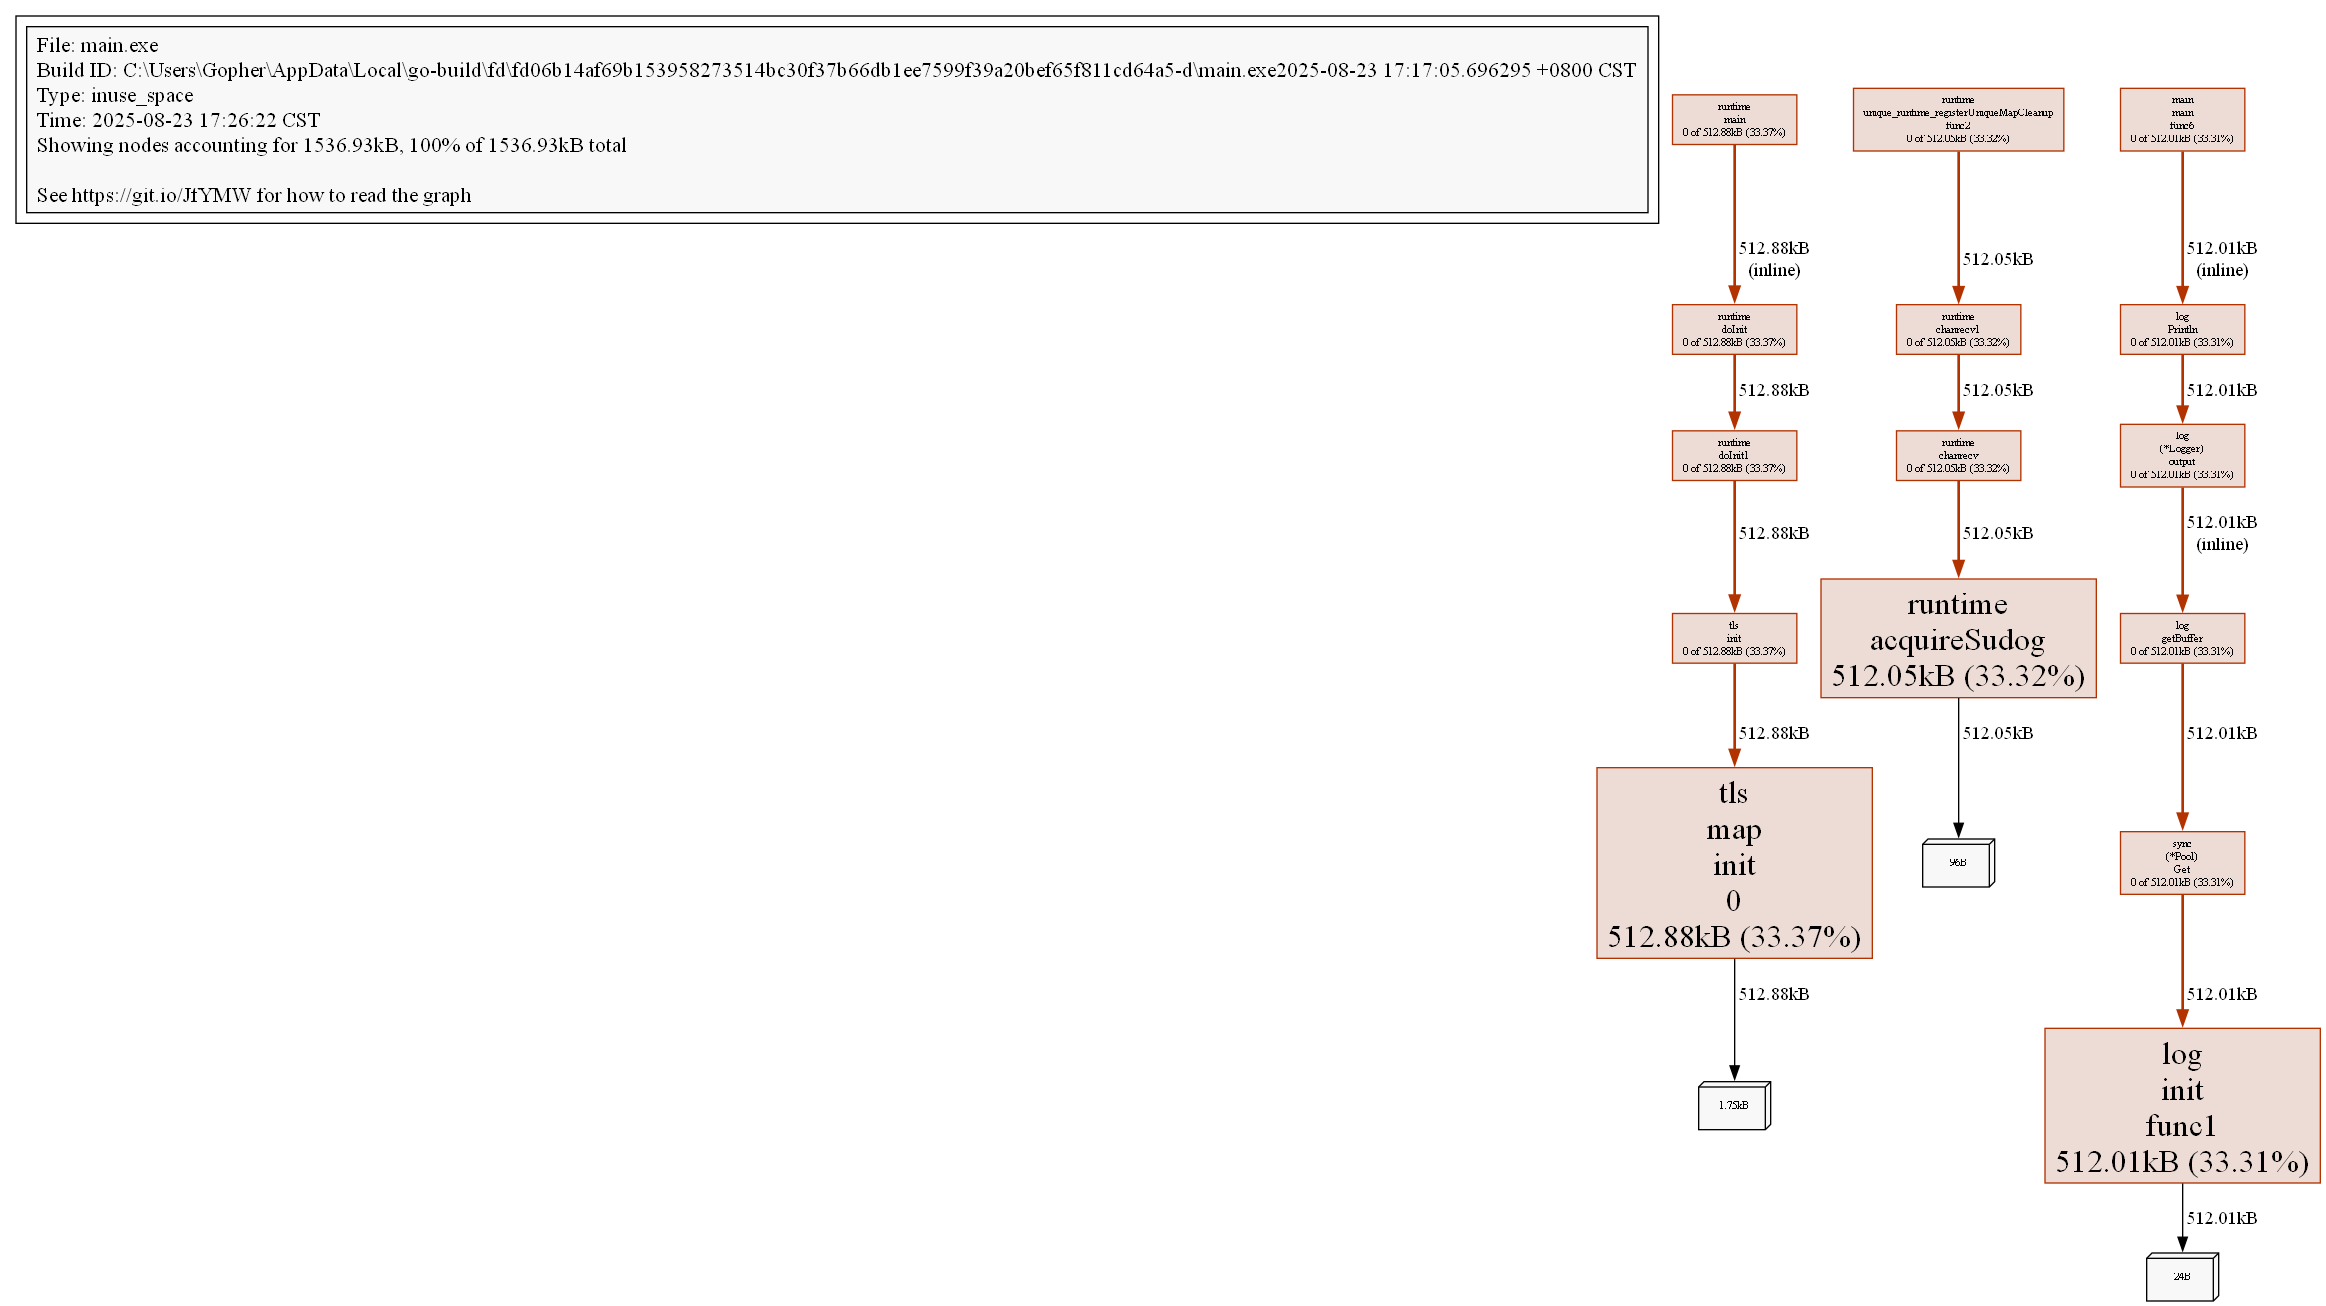 File: main.exe
Build ID: C:\Users\Gopher\AppData\Local\go-build\fd\fd06b14af69b153958273514bc30f37b66db1ee7599f39a20bef65f811cd64a5-d\main.exe2025-08-23 17:17:05.696295 +0800 CST
Type: inuse_space
Time: 2025-08-23 17:26:22 CST
Showing nodes accounting for 1536.93kB, 100% of 1536.93kB total
See https://git.io/JfYMW for how to read the graph
runtime
main
0 of 512.88kB (33.37%)
512.88kB
(inline)
runtime
doInit
0 of 512.88kB (33.37%)
512.88kB
runtime
doInit1
0 of 512.88kB (33.37%)
512.88kB
tls
init
0 of 512.88kB (33.37%)
512.88kB
tls
map
init
0
512.88kB (33.37%)
512.88kB
1.75kB
runtime
unique_runtime_registerUniqueMapCleanup
func2
0 of 512.05kB (33.32%)
512.05kB
runtime
chanrecv1
0 of 512.05kB (33.32%)
512.05kB
runtime
chanrecv
0 of 512.05kB (33.32%)
512.05kB
runtime
acquireSudog
512.05kB (33.32%)
512.05kB
96B
main
main
func6
0 of 512.01kB (33.31%)
512.01kB
(inline)
log
Println
0 of 512.01kB (33.31%)
512.01kB
log
(*Logger)
output
0 of 512.01kB (33.31%)
512.01kB
(inline)
log
getBuffer
0 of 512.01kB (33.31%)
512.01kB
sync
(*Pool)
Get
0 of 512.01kB (33.31%)
512.01kB
log
init
func1
512.01kB (33.31%)
512.01kB
24B